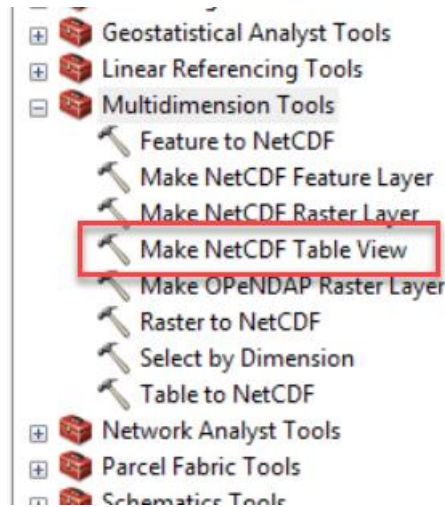 Geostatistical Analyst Tools
Linear Referencing Tools
Multidimension Tools
Feature to NetCDF
Make NetCDF Feature Layer
Make NetCDF Raster Layer
Make NetCDF Table View
Make OPeNDAP Raster Layer
Raster to NetCDF
Select by Dimension
Table to NetCDF
Network Analyst Tools
Parcel Fabric Tools
Schematics Tools